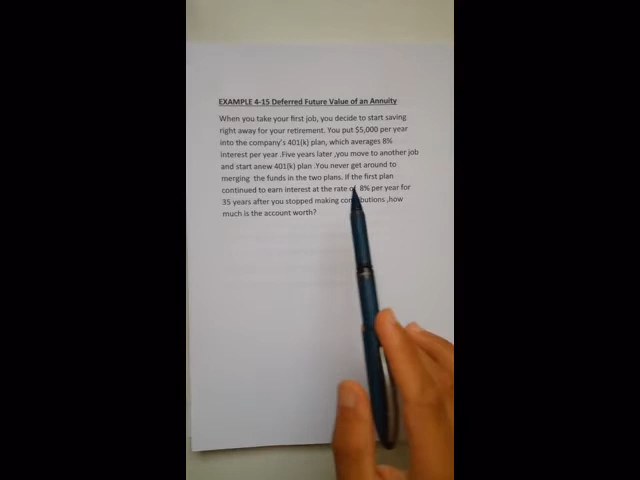 EXAMPLE 4-15 Deferred Future Value of an Annuity
When you take your first job, you decide to start saving
right away for your retirement. You put $5,000 per year
into the company's 401(k) plan, which averages 8%
interest per year .Five years later ,you move to another job
and start anew 401(k) plan .You never get around to
merging the funds in the two plans. If the first plan
continued to earn interest at the rate of 8% per year for
35 years after you stopped making contributions ,how
much is the account worth?